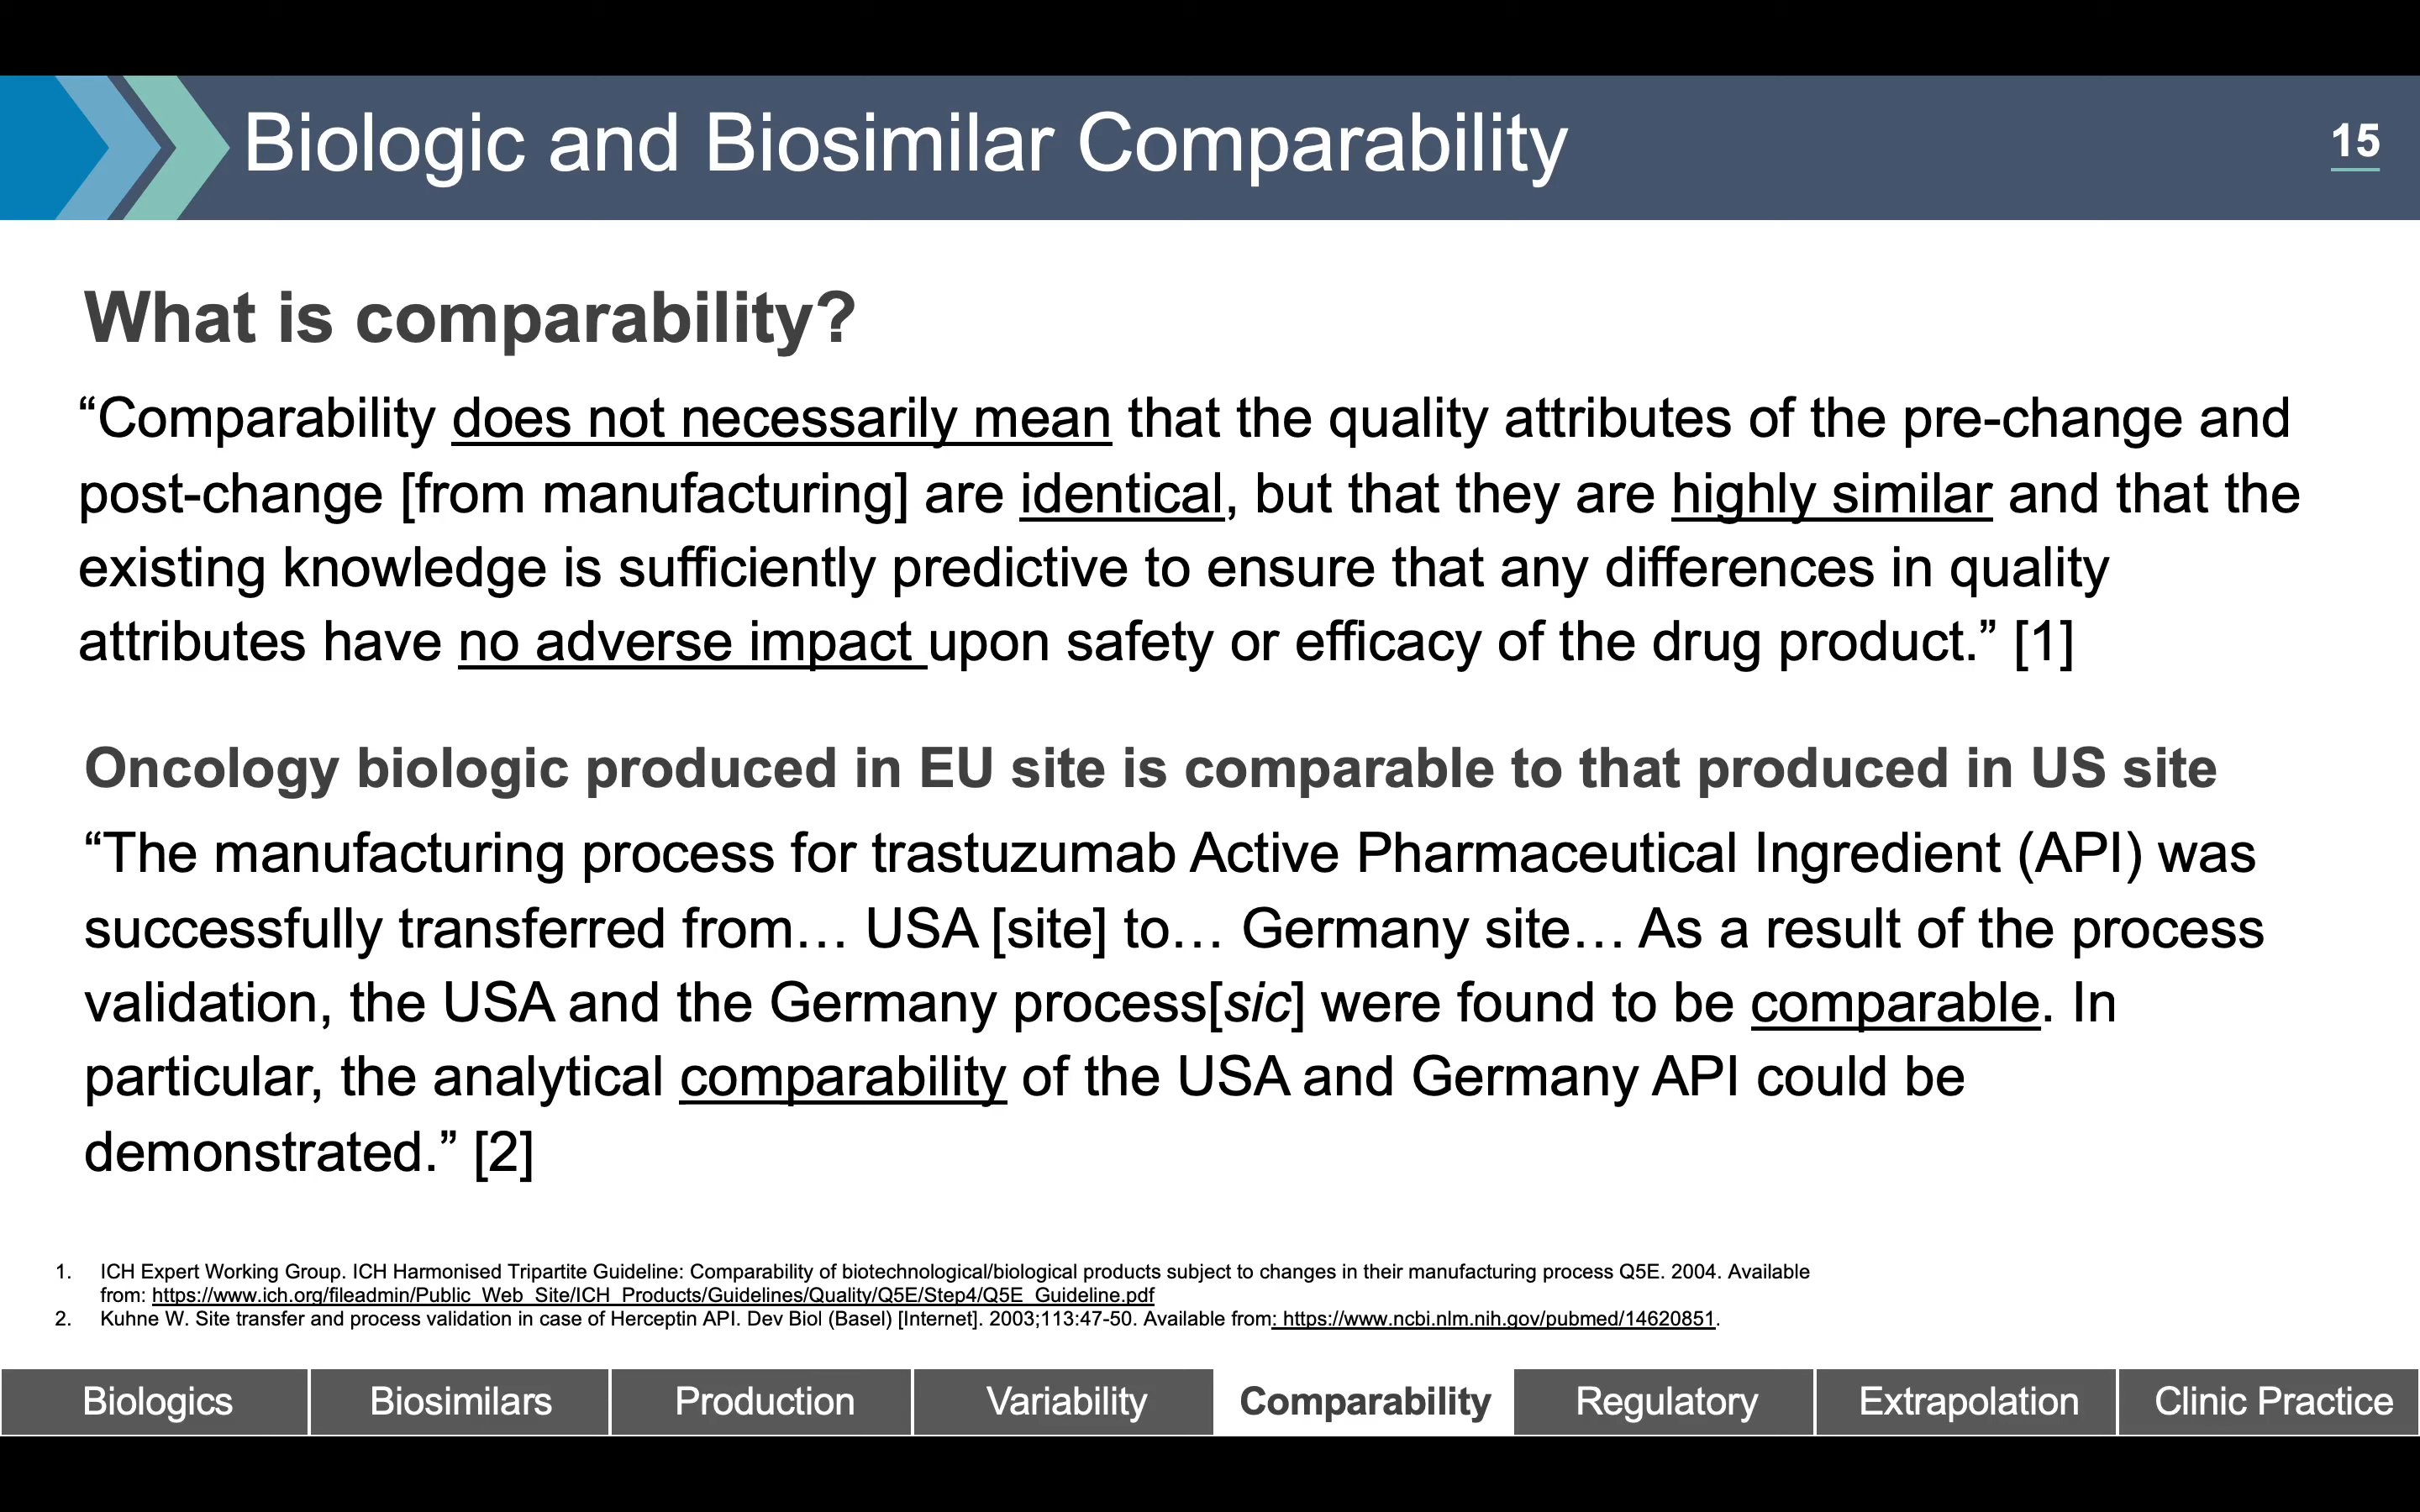 Biologic and Biosimilar Comparability
15
What is comparability?
“Comparability does not necessarily mean that the quality attributes of the pre-change and
post-change [from manufacturing] are identical, but that they are highly similar and that the
existing knowledge is sufficiently predictive to ensure that any differences in quality
attributes have no adverse impact upon safety or efficacy of the drug product.” [1]
Oncology biologic produced in EU site is comparable to that produced in US site
“The manufacturing process for trastuzumab Active Pharmaceutical Ingredient (API) was
successfully transferred from… USA [site] to… Germany site… As a result of the process
validation, the USA and the Germany process[sic] were found to be comparable. In
particular, the analytical comparability of the USA and Germany API could be
demonstrated.” [2]
1. ICH Expert Working Group. ICH Harmonised Tripartite Guideline: Comparability of biotechnological/biological products subject to changes in their manufacturing process Q5E. 2004. Available
from: https://www.ich.org/fileadmin/Public_Web_Site/ICH_Products/Guidelines/Quality/Q5E/Step4/Q5E_Guideline.pdf
2. Kuhne W. Site transfer and process validation in case of Herceptin API. Dev Biol (Basel) [Internet]. 2003;113:47-50. Available from: https://www.ncbi.nlm.nih.gov/pubmed/14620851.
Biologics
Biosimilars
Production
Variability
Comparability
Regulatory
Extrapolation
Clinic Practice